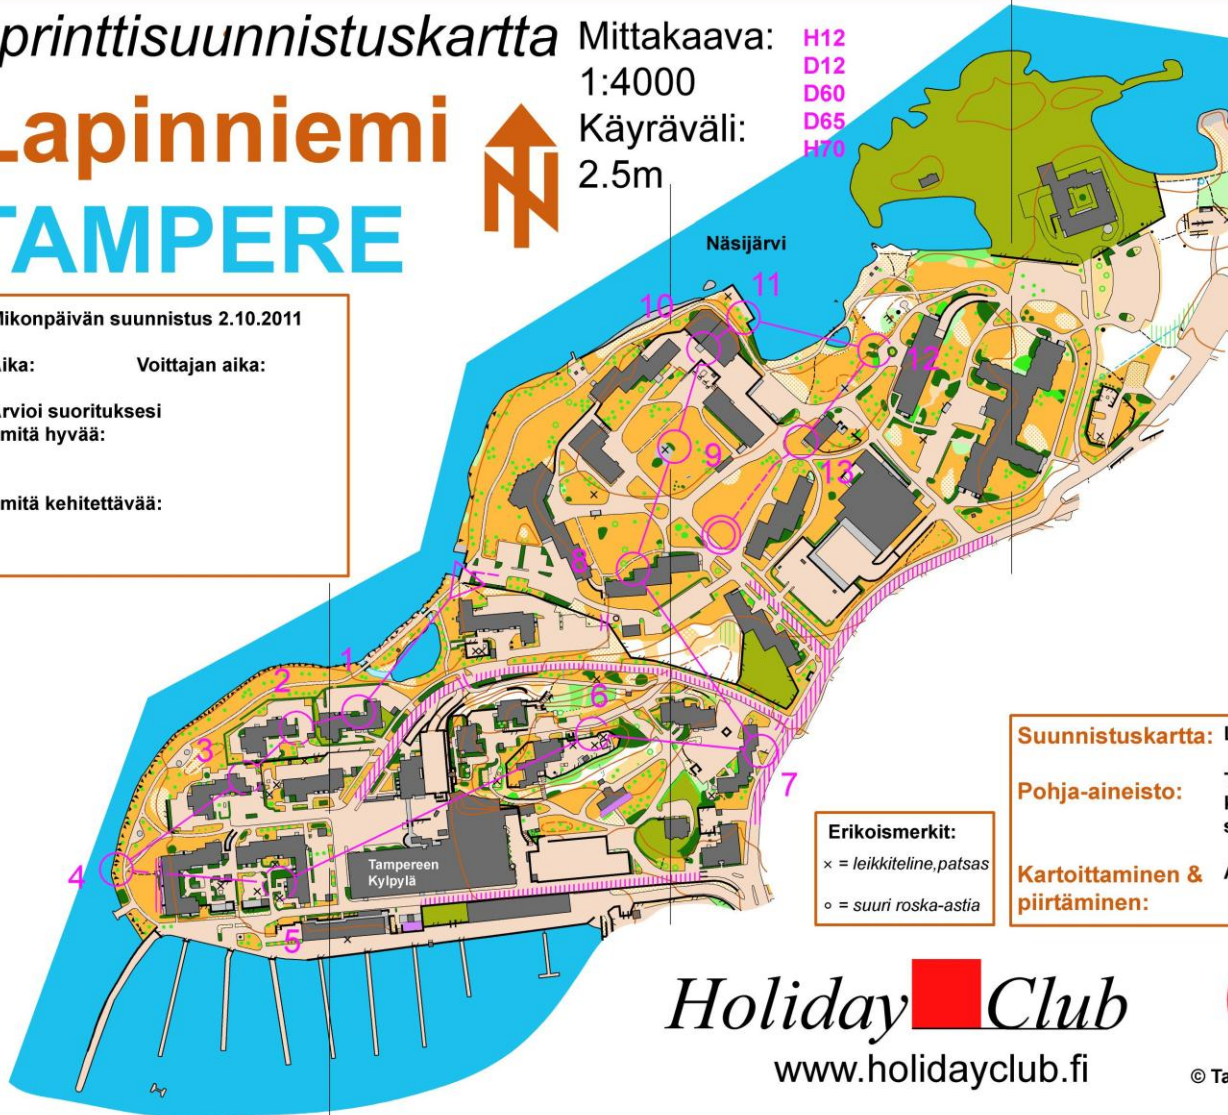 printtisuunnistuskartta
Lapinniemi
TAMPERE
Mittakaava:
1:4000
Käyräväli:
2.5m
H12
D12
D60
D65
H70
Mikonpäivän suunnistus 2.10.2011
Aika: Voittajan aika:
Arvioi suorituksesi
mitä hyvää:
mitä kehitettävää:
Näsijärvi
10
11
12
9
13
8
1
2
6
3
7
4
5
Tampereen
Kylpylä
Erikoismerkit:
× = leikkiteline,patsas
o = suuri roska-astia
Suunnistuskartta:
Pohja-aineisto:
Kartoittaminen &
piirtäminen:
Holiday Club
www.holidayclub.fi
© Ta